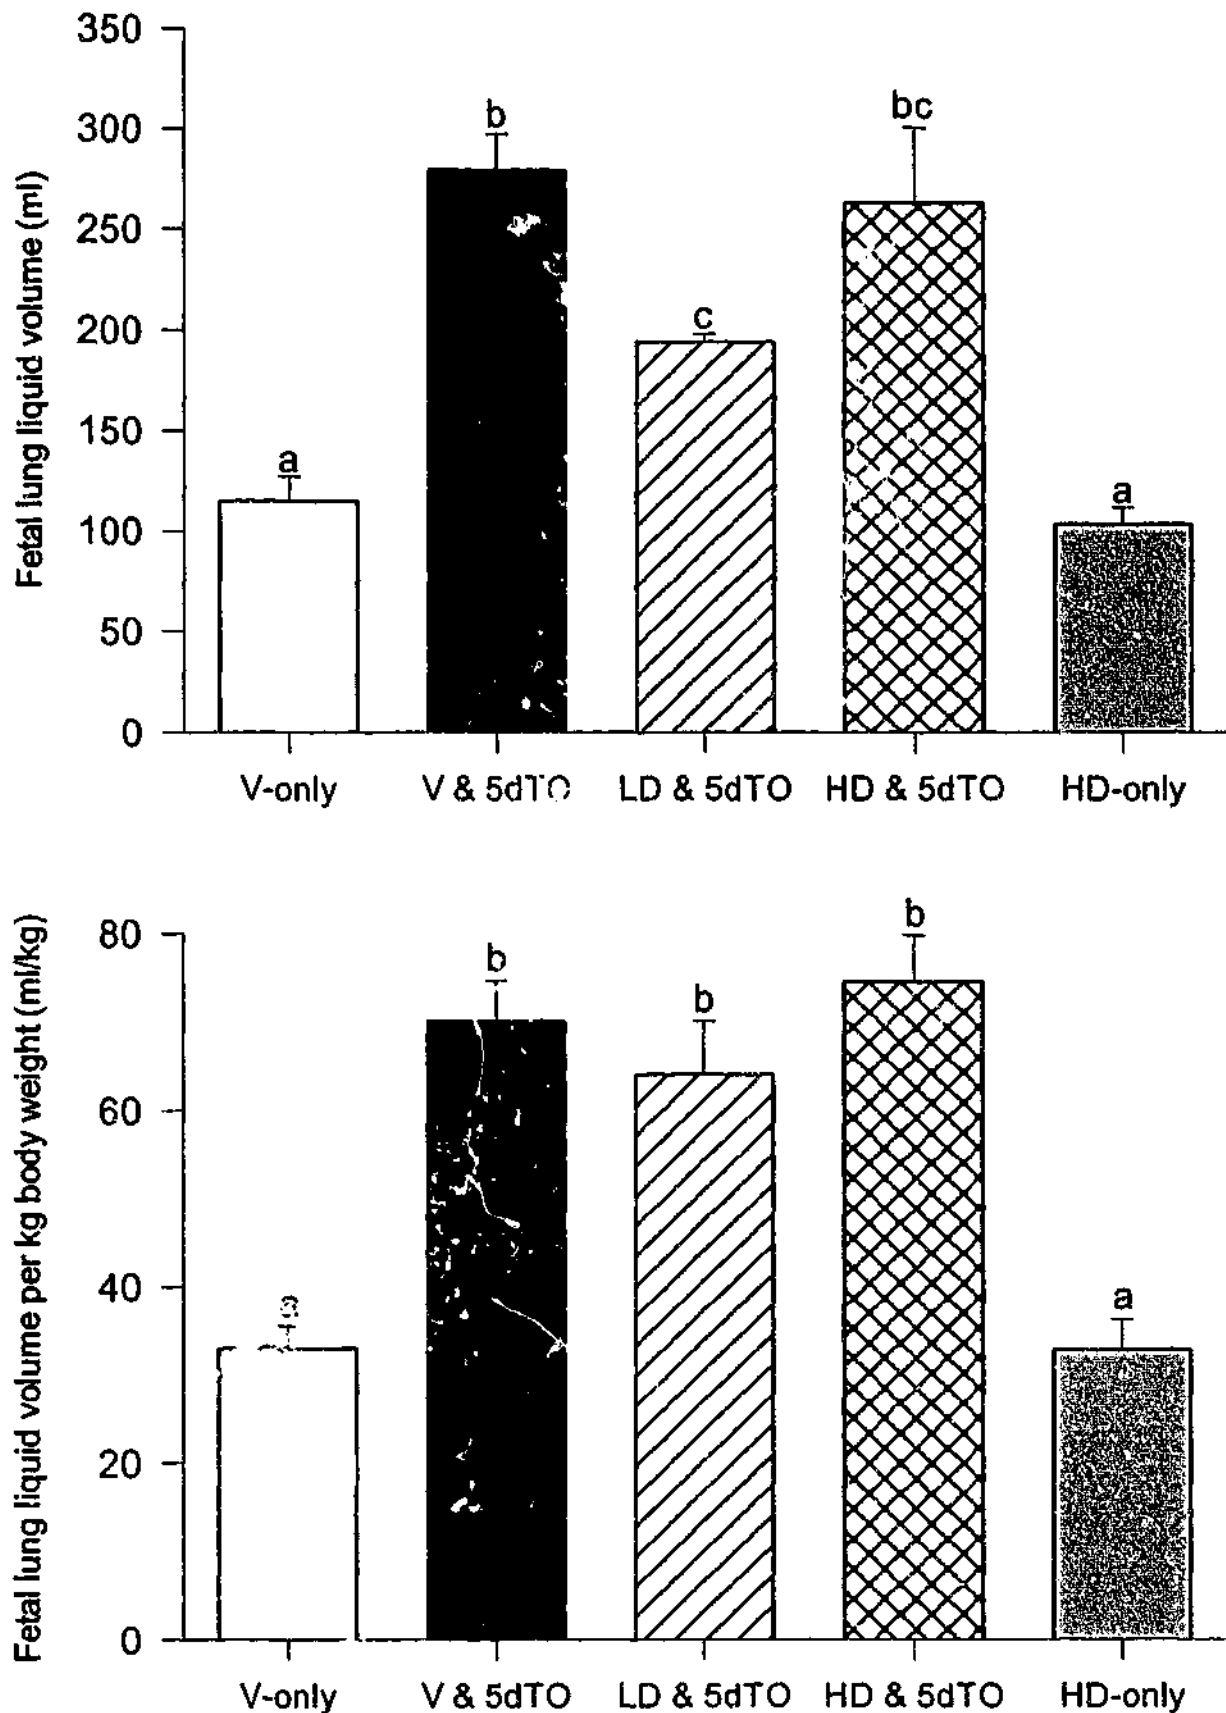 Fetal lung liquid volume (ml)
350
300
250
200
150
100
50
0
a
b
c
bc
a
V-only V & 5dTO LD & 5dTO HD & 5dTO HD-only
Fetal lung liquid volume per kg body weight (ml/kg)
80
60
40
20
0
a
b
b
b
a
V-only V & 5dTO LD & 5dTO HD & 5dTO HD-only